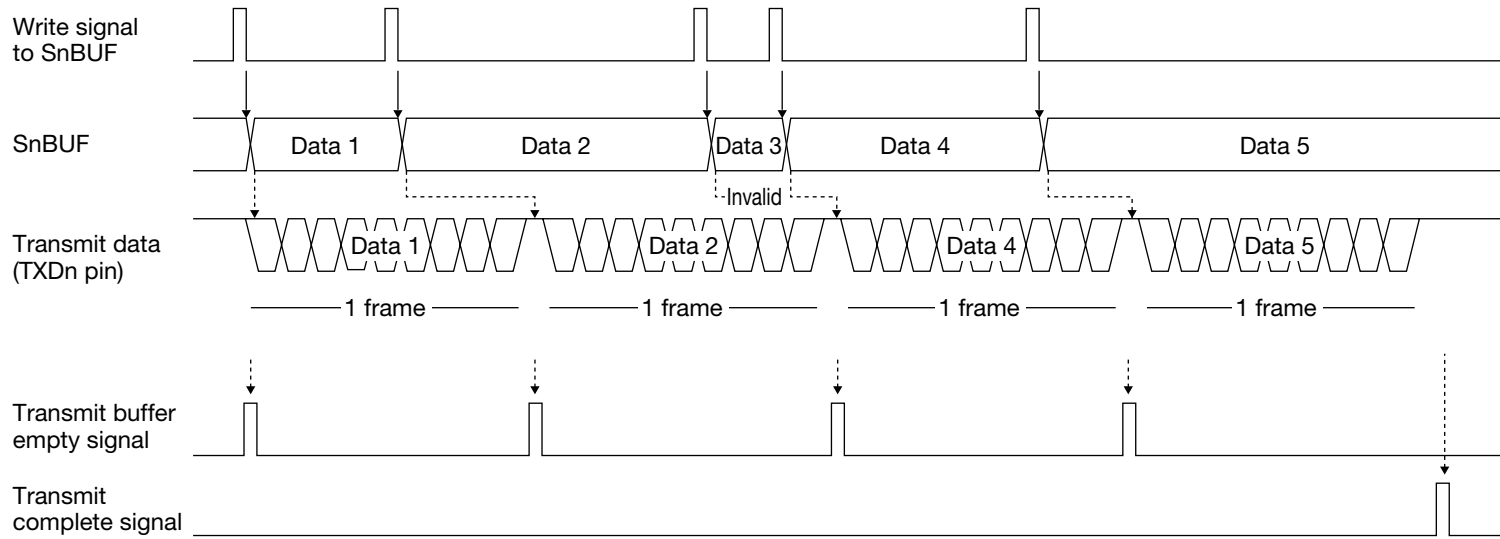 Write signal
to SnBUF
SnBUF
Data 1
Data 2
Data 3
Data 4
Data 5
Invalid
Transmit data
(TXDn pin)
Data 1
Data 2
Data 4
Data 5
1 frame
1 frame
1 frame
1 frame
Transmit buffer
empty signal
Transmit
complete signal